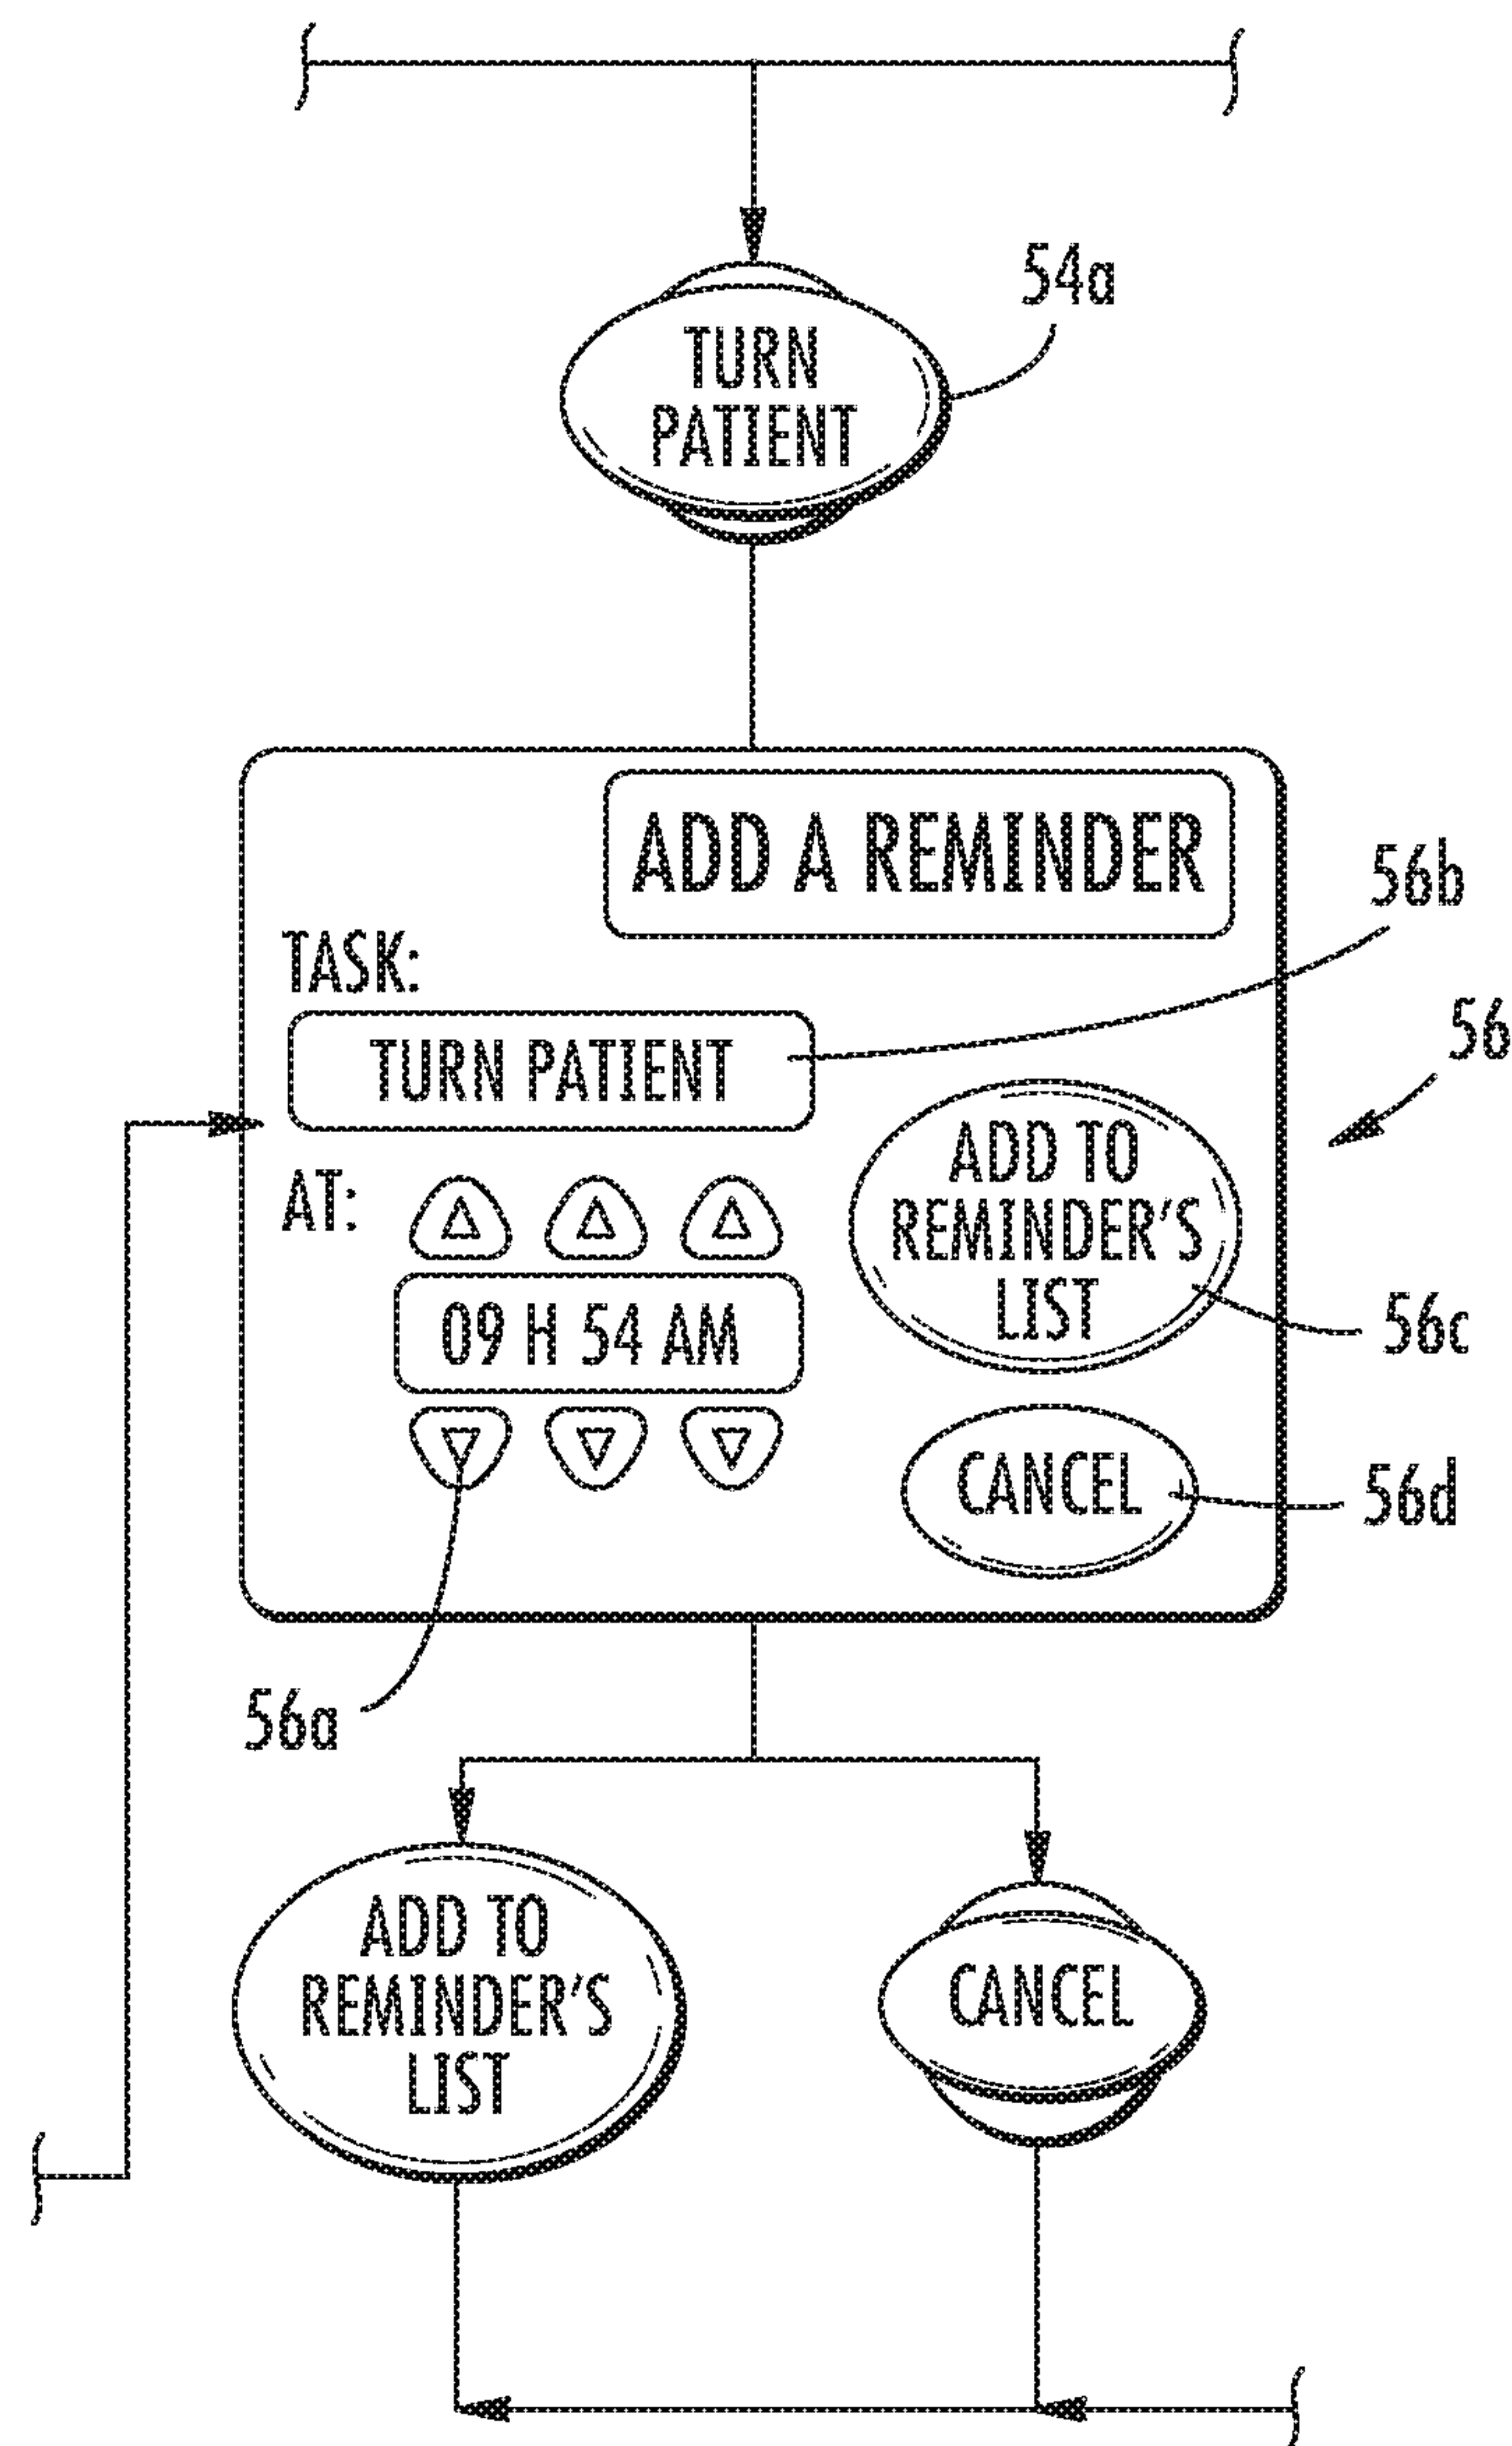 54a
TURN
PATIENT
ADD A REMINDER
56b
TASK:
56
TURN PATIENT
ADD TO
REMINDER'S
LIST
AT:
09 H 54 AM
56c
CANCEL
56d
56a
ADD TO
REMINDER'S
LIST
CANCEL